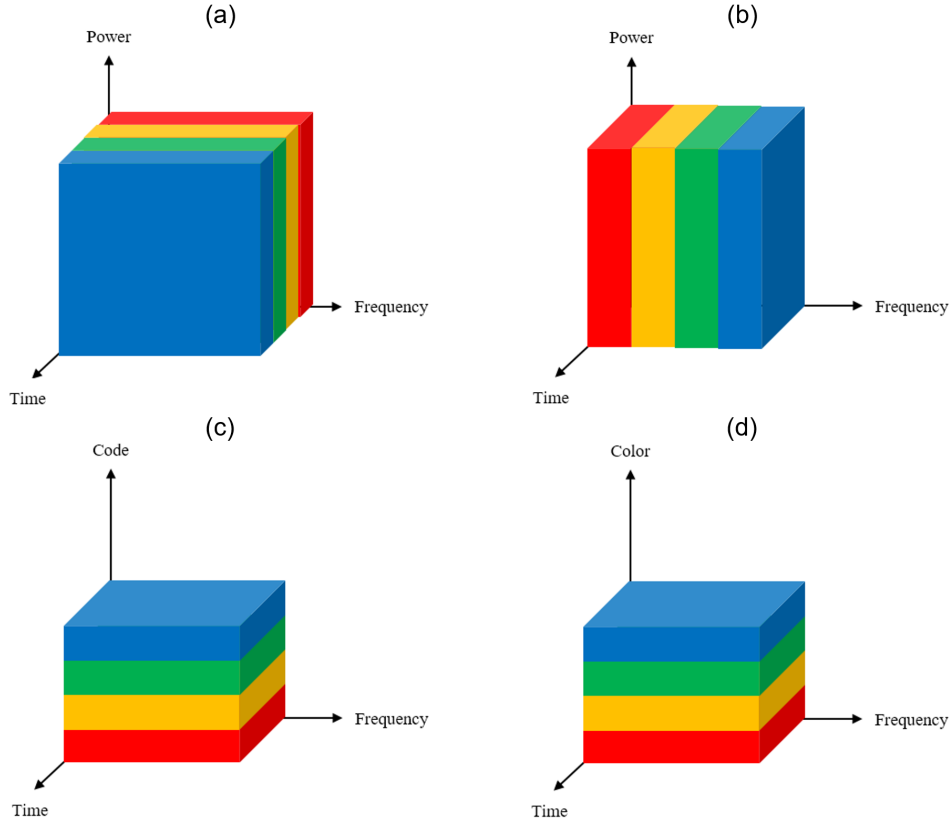 (a)
Power
Frequency
Time
(b)
Power
Frequency
Time
(c)
Code
Frequency
Time
(d)
Color
Frequency
Time